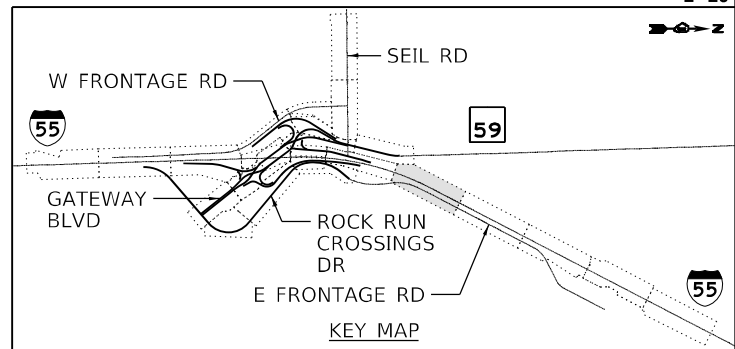 Z
SEIL RD
W FRONTAGE RD
55
59
GATEWAY
BLVD
ROCK RUN
CROSSINGS
DR
E FRONTAGE RD
55
KEY MAP